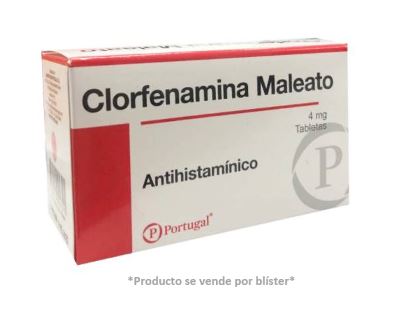 Clorfenamina Maleato
4 mg
Tabletas
Antihistamínico
P Portugal®
P
*Producto se vende por blíster*